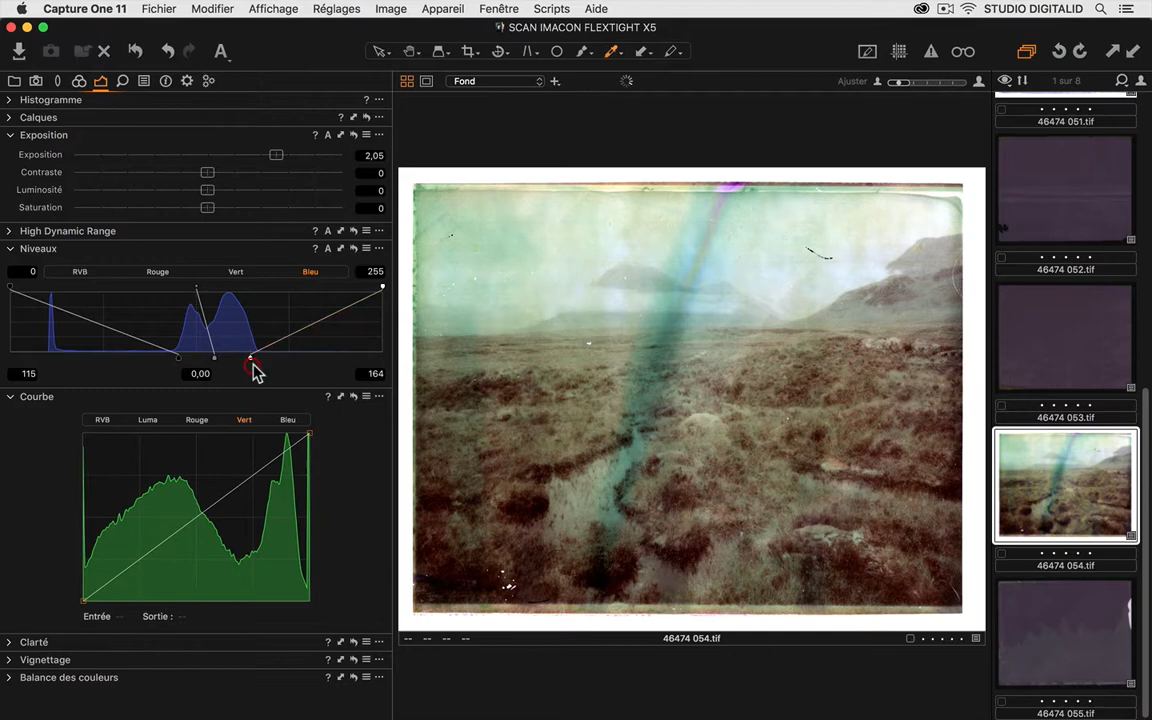 Capture One 11 Fichier Modifier Affichage Réglages Image Appareil Fenêtre Scripts Aide STUDIO DIGITALID
SCAN IMACON FLEXTIGHT X5
Fond
Ajuster
1 sur 8
Histogramme
Calques
Exposition
Exposition 2,05
Contraste 0
Luminosité 0
Saturation 0
High Dynamic Range
Niveaux
0 RVB Rouge Vert Bleu 255
115 0,00 164
Courbe
RVB Luma Rouge Vert Bleu
Entrée -- Sortie : --
Clarté
Vignettage
Balance des couleurs
-- -- -- -- 46474 054.tif
46474 051.tif
46474 052.tif
46474 053.tif
46474 054.tif
46474 055.tif